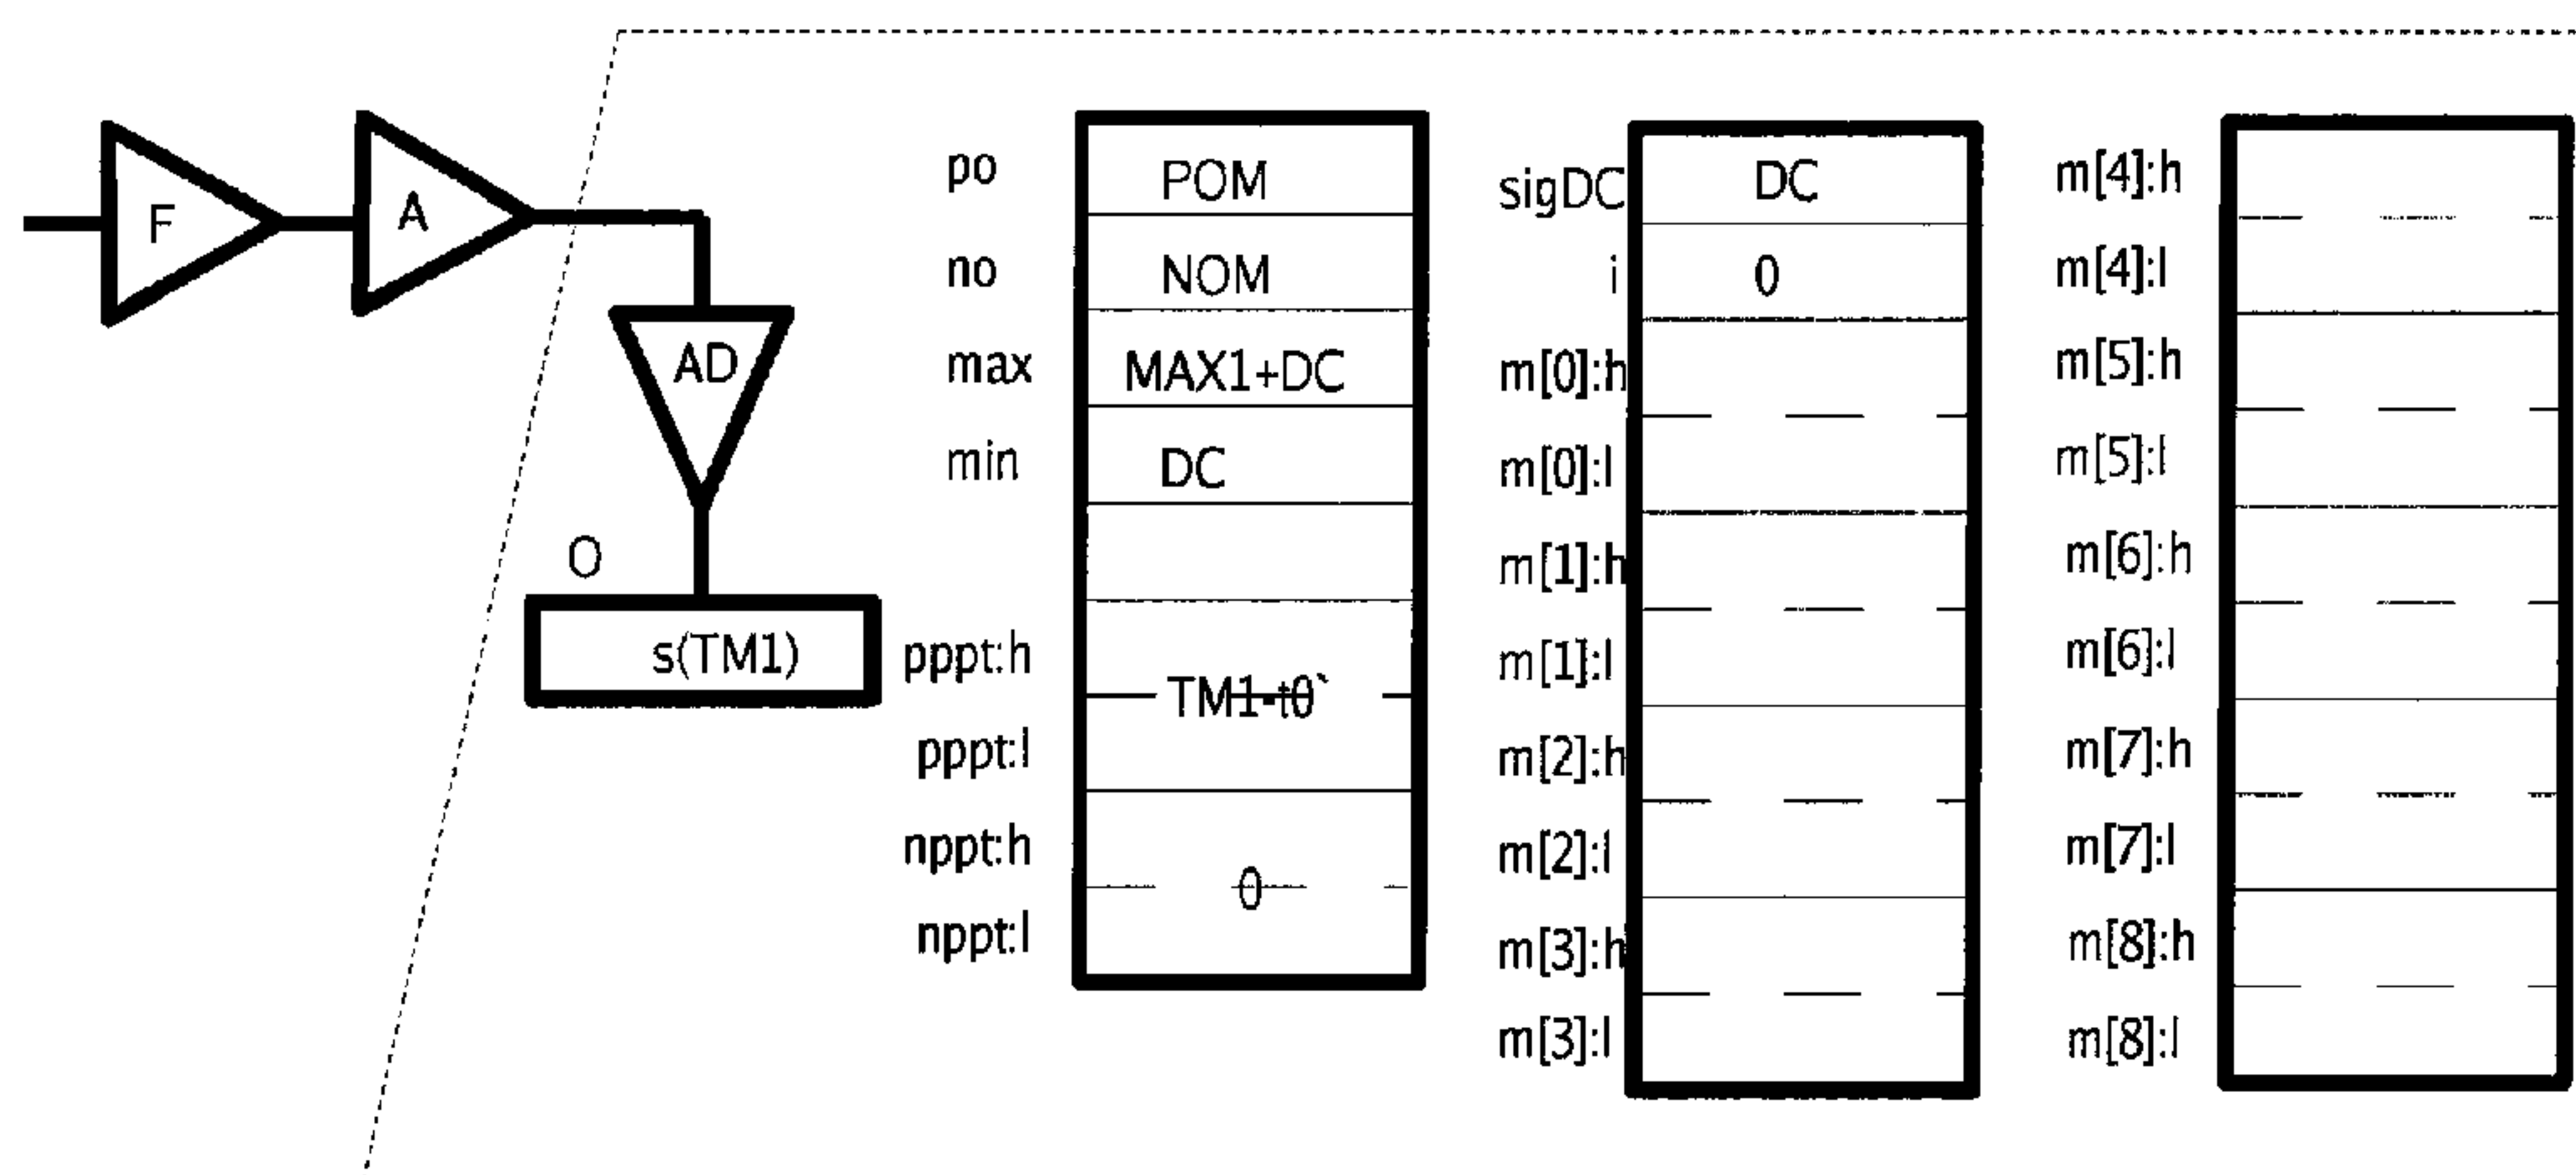 F
A
AD
O
s(TM1)
po
POM
no
NOM
max
MAX1+DC
min
DC
pppt:h
TM1-t0`
pppt:l
nppt:h
0
nppt:l
sigDC
DC
i
0
m[0]:h
m[0]:l
m[1]:h
m[1]:l
m[2]:h
m[2]:l
m[3]:h
m[3]:l
m[4]:h
m[4]:l
m[5]:h
m[5]:l
m[6]:h
m[6]:l
m[7]:h
m[7]:l
m[8]:h
m[8]:l